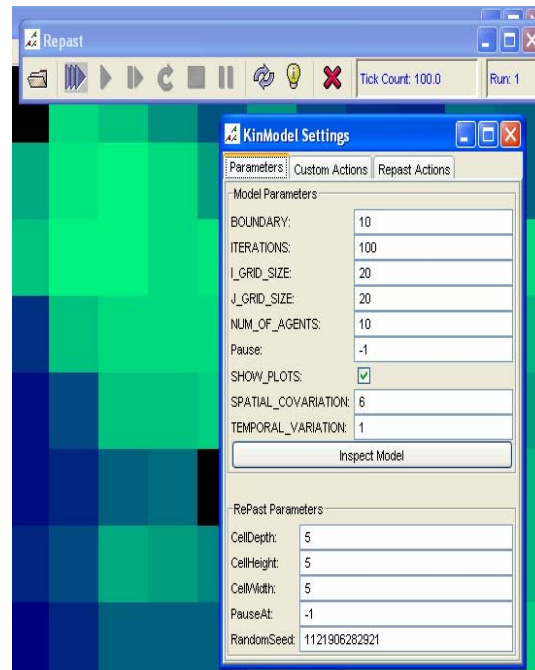 Repast
Tick Count: 100.0 Run: 1
KinModel Settings
Parameters Custom Actions Repast Actions
Model Parameters
BOUNDARY: 10
ITERATIONS: 100
I_GRID_SIZE: 20
J_GRID_SIZE: 20
NUM_OF_AGENTS: 10
Pause: -1
SHOW_PLOTS:
SPATIAL_COVARIATION: 6
TEMPORAL_VARIATION: 1
Inspect Model
RePast Parameters
CellDepth: 5
CellHeight: 5
CellWidth: 5
PauseAt: -1
RandomSeed: 1121906282921